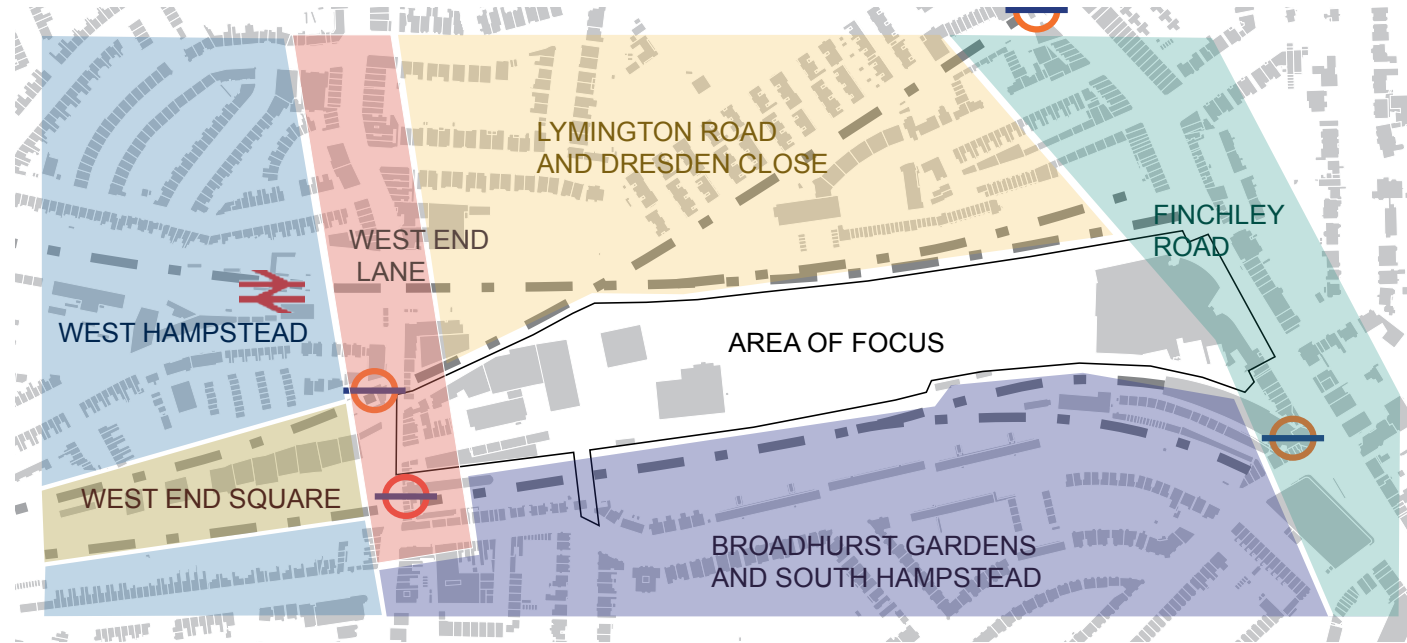 LYMINGTON ROAD
AND DRESDEN CLOSE
FINCHLEY
ROAD
WEST END
LANE
WEST HAMPSTEAD
AREA OF FOCUS
WEST END SQUARE
BROADHURST GARDENS
AND SOUTH HAMPSTEAD